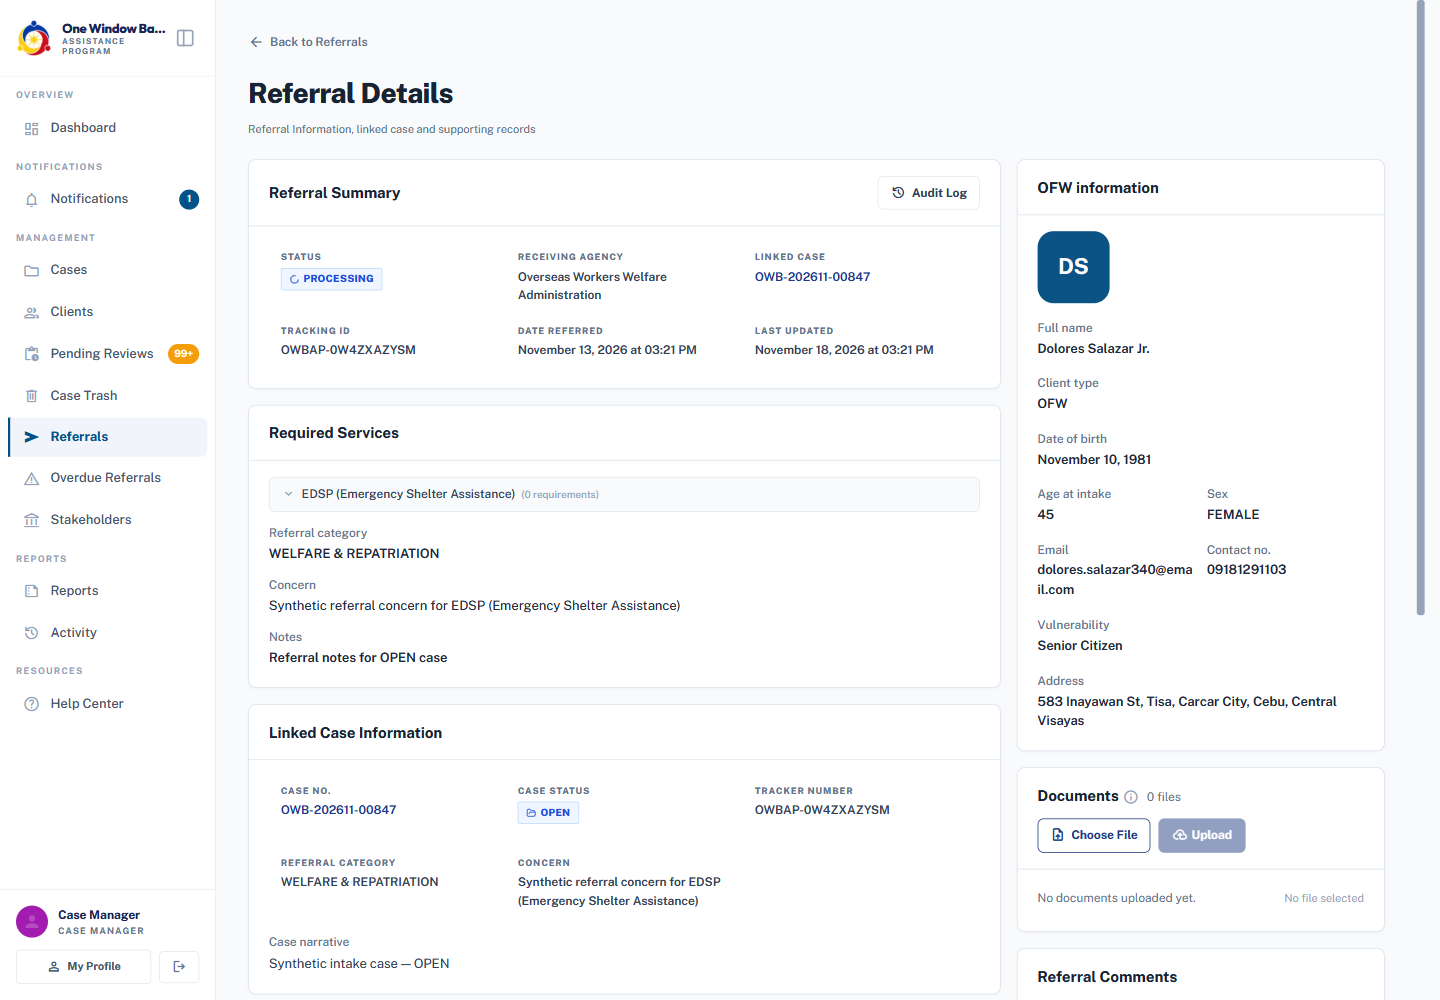 One Window Ba...
ASSISTANCE
PROGRAM
OVERVIEW
Dashboard
NOTIFICATIONS
Notifications
1
MANAGEMENT
Cases
Clients
Pending Reviews
99+
Case Trash
Referrals
Overdue Referrals
Stakeholders
REPORTS
Reports
Activity
RESOURCES
Help Center
Case Manager
CASE MANAGER
My Profile
Back to Referrals
Referral Details
Referral Information, linked case and supporting records
Referral Summary
Audit Log
STATUS
PROCESSING
RECEIVING AGENCY
Overseas Workers Welfare
Administration
LINKED CASE
OWB-202611-00847
TRACKING ID
OWBAP-0W4ZXAZYSM
DATE REFERRED
November 13, 2026 at 03:21 PM
LAST UPDATED
November 18, 2026 at 03:21 PM
Required Services
EDSP (Emergency Shelter Assistance) (0 requirements)
Referral category
WELFARE & REPATRIATION
Concern
Synthetic referral concern for EDSP (Emergency Shelter Assistance)
Notes
Referral notes for OPEN case
Linked Case Information
CASE NO.
OWB-202611-00847
CASE STATUS
OPEN
TRACKER NUMBER
OWBAP-0W4ZXAZYSM
REFERRAL CATEGORY
WELFARE & REPATRIATION
CONCERN
Synthetic referral concern for EDSP
(Emergency Shelter Assistance)
Case narrative
Synthetic intake case — OPEN
OFW information
DS
Full name
Dolores Salazar Jr.
Client type
OFW
Date of birth
November 10, 1981
Age at intake
45
Sex
FEMALE
Email
dolores.salazar340@ema
il.com
Contact no.
09181291103
Vulnerability
Senior Citizen
Address
583 Inayawan St, Tisa, Carcar City, Cebu, Central
Visayas
Documents
0 files
Choose File
Upload
No documents uploaded yet.
No file selected
Referral Comments